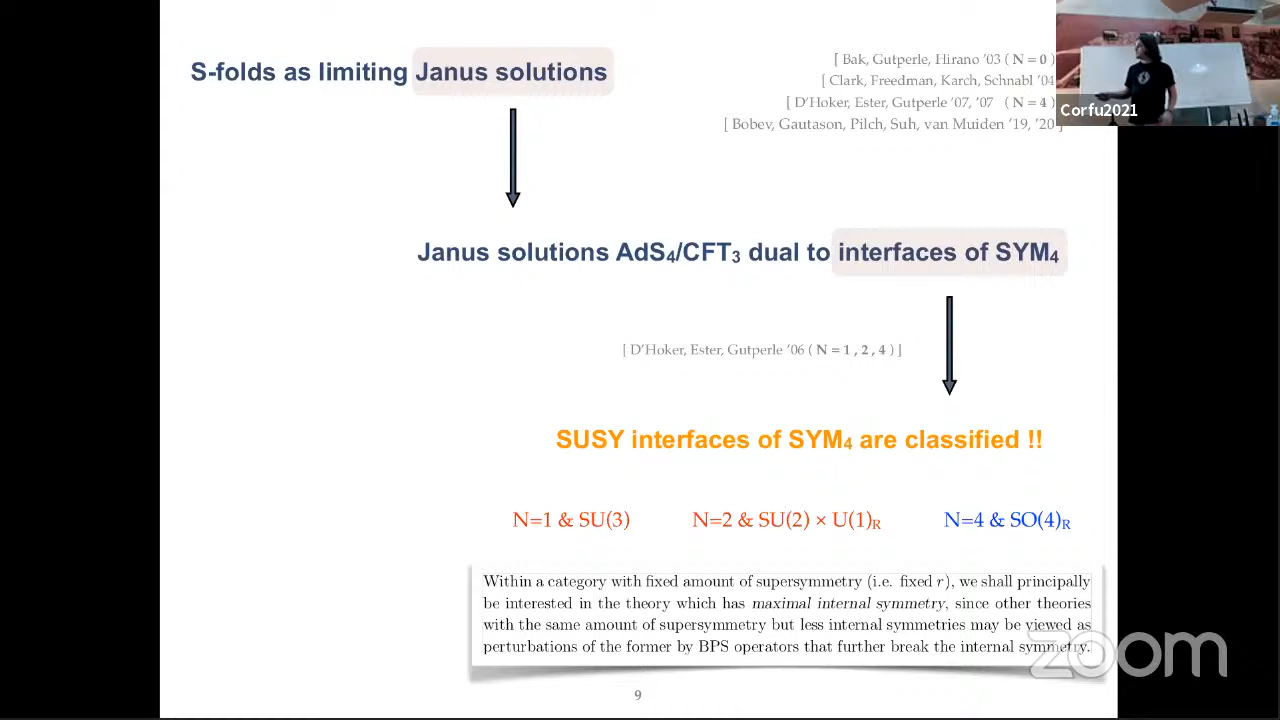 S-folds as limiting Janus solutions
[ Bak, Gutperle, Hirano '03 ( N = 0 )
[ Clark, Freedman, Karch, Schnabl '04
[ D'Hoker, Ester, Gutperle '07, '07 ( N = 4 )
[ Bobev, Gautason, Pilch, Suh, van Muiden '19, '20 ]
Corfu2021
Janus solutions AdS₄/CFT₃ dual to interfaces of SYM₄
[ D'Hoker, Ester, Gutperle '06 ( N = 1 , 2 , 4 ) ]
SUSY interfaces of SYM₄ are classified !!
N=1 & SU(3) N=2 & SU(2) × U(1)R N=4 & SO(4)R
Within a category with fixed amount of supersymmetry (i.e. fixed r), we shall principally
be interested in the theory which has maximal internal symmetry, since other theories
with the same amount of supersymmetry but less internal symmetries may be viewed as
perturbations of the former by BPS operators that further break the internal symmetry.
zoom
9